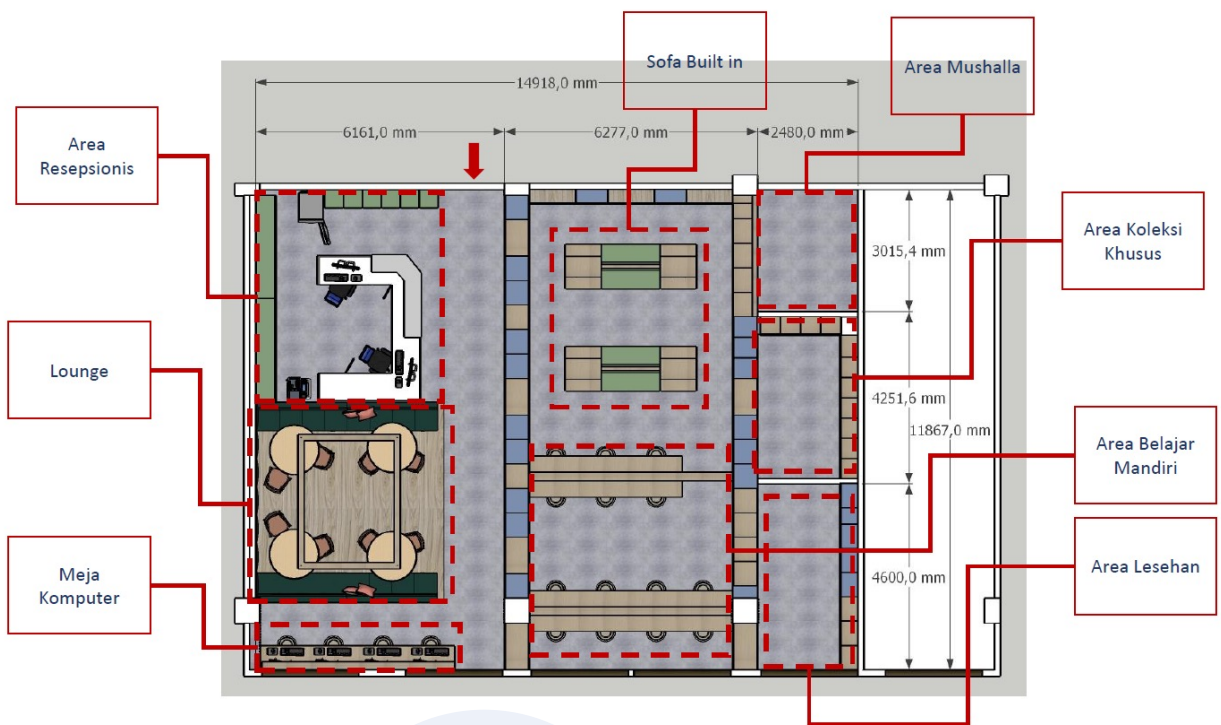 Sofa Built in
Area Mushalla
14918,0 mm
6161,0 mm
6277,0 mm
2480,0 mm
Area
Resepsionis
Area Koleksi
Khusus
3015,4 mm
Lounge
4251,6 mm
11867,0 mm
Area Belajar
Mandiri
Meja
Komputer
Area Lesehan
4600,0 mm